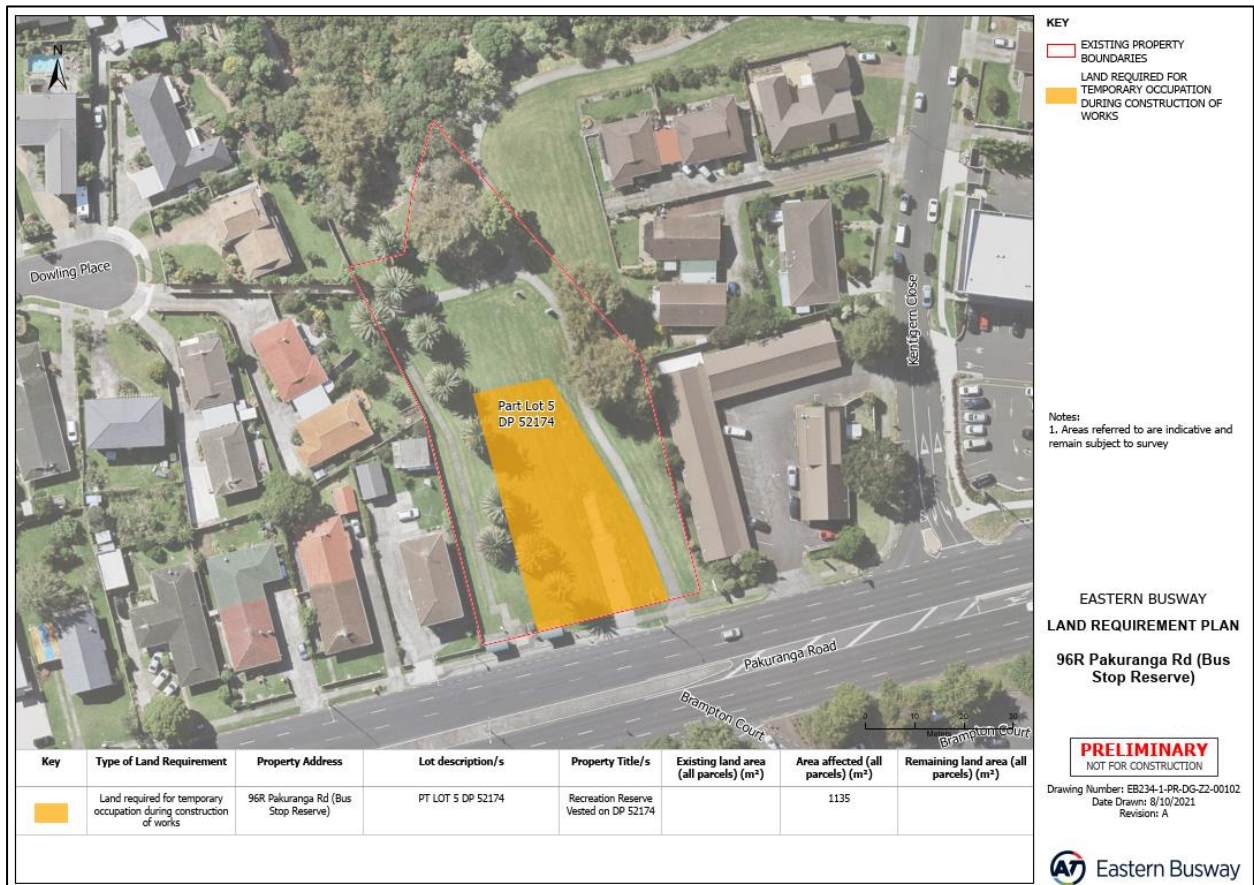 N
Dowling Place
Part Lot 5
DP 52174
Kentigern Close
Pakuranga Road
Brampton Court
Brampton Court
0 10 20 30
Meters
KEY
EXISTING PROPERTY
BOUNDARIES
LAND REQUIRED FOR
TEMPORARY OCCUPATION
DURING CONSTRUCTION OF
WORKS
Notes:
1. Areas referred to are indicative and
remain subject to survey
EASTERN BUSWAY
LAND REQUIREMENT PLAN
96R Pakuranga Rd (Bus
Stop Reserve)
PRELIMINARY
NOT FOR CONSTRUCTION
Drawing Number: EB234-1-PR-DG-Z2-00102
Date Drawn: 8/10/2021
Revision: A
AT Eastern Busway
Key Type of Land Requirement Property Address Lot description/s Property Title/s Existing land area Area affected (all Remaining land area (all
(all parcels) (m²) parcels) (m²) parcels) (m²)
Land required for temporary 96R Pakuranga Rd (Bus PT LOT 5 DP 52174 Recreation Reserve 1135
occupation during construction Stop Reserve) Vested on DP 52174
of works